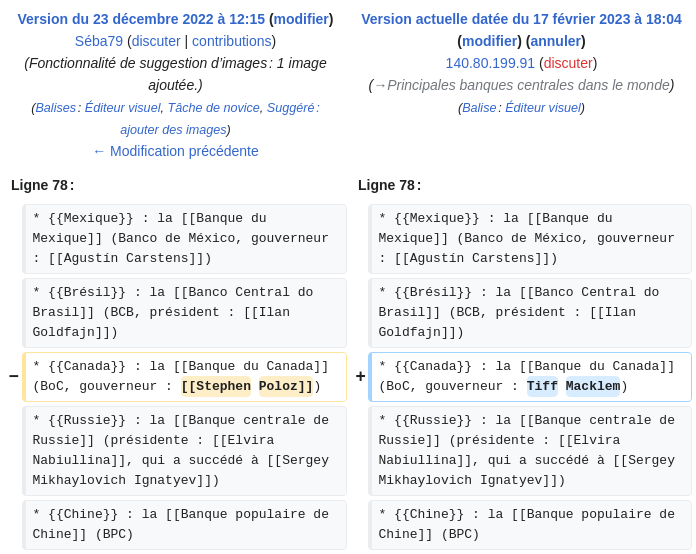 Version du 23 décembre 2022 à 12:15 (modifier)
Séba79 (discuter | contributions)
(Fonctionnalité de suggestion d'images : 1 image
ajoutée.)
(Balises : Éditeur visuel, Tâche de novice, Suggéré :
ajouter des images)
← Modification précédente
Version actuelle datée du 17 février 2023 à 18:04
(modifier) (annuler)
140.80.199.91 (discuter)
(→Principales banques centrales dans le monde)
(Balise : Éditeur visuel)
Ligne 78 :
Ligne 78 :
* {{Mexique}} : la [[Banque du
Mexique]] (Banco de México, gouverneur
: [[Agustín Carstens]])
* {{Mexique}} : la [[Banque du
Mexique]] (Banco de México, gouverneur
: [[Agustín Carstens]])
* {{Brésil}} : la [[Banco Central do
Brasil]] (BCB, président : [[Ilan
Goldfajn]])
* {{Brésil}} : la [[Banco Central do
Brasil]] (BCB, président : [[Ilan
Goldfajn]])
− * {{Canada}} : la [[Banque du Canada]]
(BoC, gouverneur : [[Stephen Poloz]])
+ * {{Canada}} : la [[Banque du Canada]]
(BoC, gouverneur : Tiff Macklem)
* {{Russie}} : la [[Banque centrale de
Russie]] (présidente : [[Elvira
Nabiullina]], qui a succédé à [[Sergey
Mikhaylovich Ignatyev]])
* {{Russie}} : la [[Banque centrale de
Russie]] (présidente : [[Elvira
Nabiullina]], qui a succédé à [[Sergey
Mikhaylovich Ignatyev]])
* {{Chine}} : la [[Banque populaire de
Chine]] (BPC)
* {{Chine}} : la [[Banque populaire de
Chine]] (BPC)